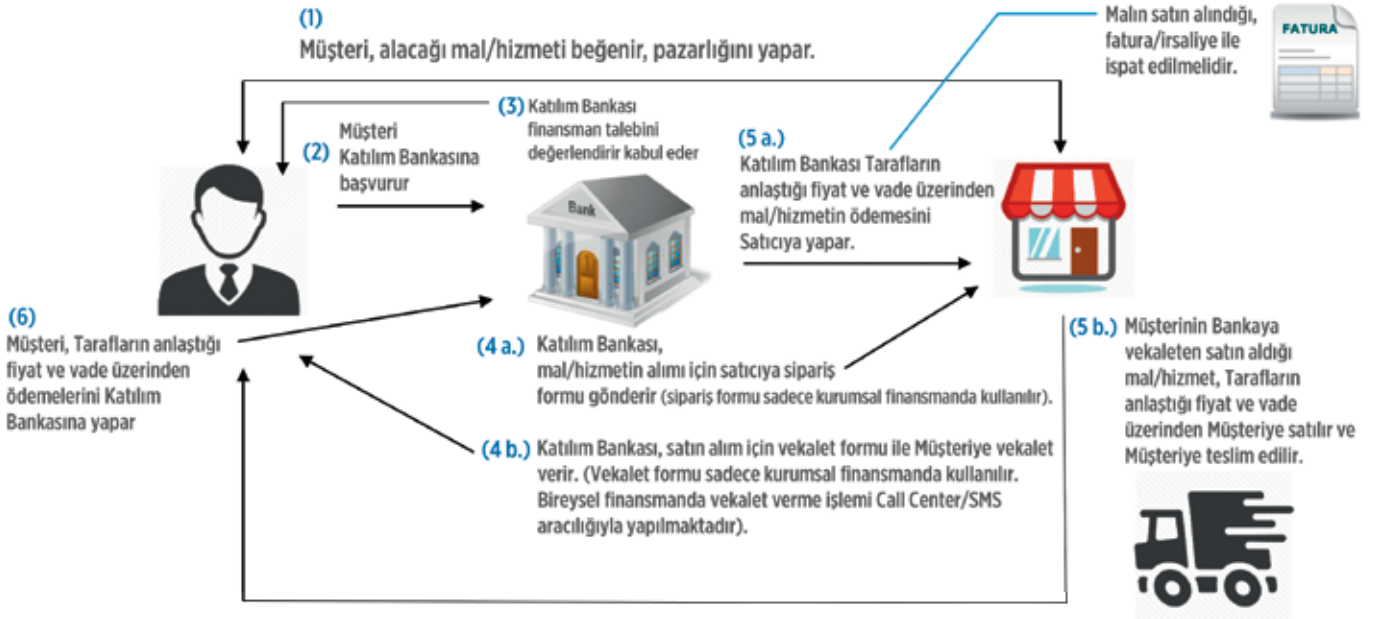 (1)
Müşteri, alacağı mal/hizmeti beğenir, pazarlığını yapar.
Malın satın alındığı,
fatura/irsaliye ile
ispat edilmelidir.
FATURA
(2)
Müşteri
Katılım Bankasına
başvurur
(3) Katılım Bankası
finansman talebini
değerlendirir kabul eder
Bank
(5 a.)
Katılım Bankası Tarafların
anlaştığı fiyat ve vade üzerinden
mal/hizmetin ödemesini
Satıcıya yapar.
(6)
Müşteri, Tarafların anlaştığı
fiyat ve vade üzerinden
ödemelerini Katılım
Bankasına yapar
(4 a.) Katılım Bankası,
mal/hizmetin alımı için satıcıya sipariş
formu gönderir (sipariş formu sadece kurumsal finansmanda kullanılır).
(4 b.) Katılım Bankası, satın alım için vekalet formu ile Müşteriye vekalet
verir. (Vekalet formu sadece kurumsal finansmanda kullanılır.
Bireysel finansmanda vekalet verme işlemi Call Center/SMS
aracılığıyla yapılmaktadır).
(5 b.) Müşterinin Bankaya
vekaleten satın aldığı
mal/hizmet, Tarafların
anlaştığı fiyat ve vade
üzerinden Müşteriye satılır ve
Müşteriye teslim edilir.